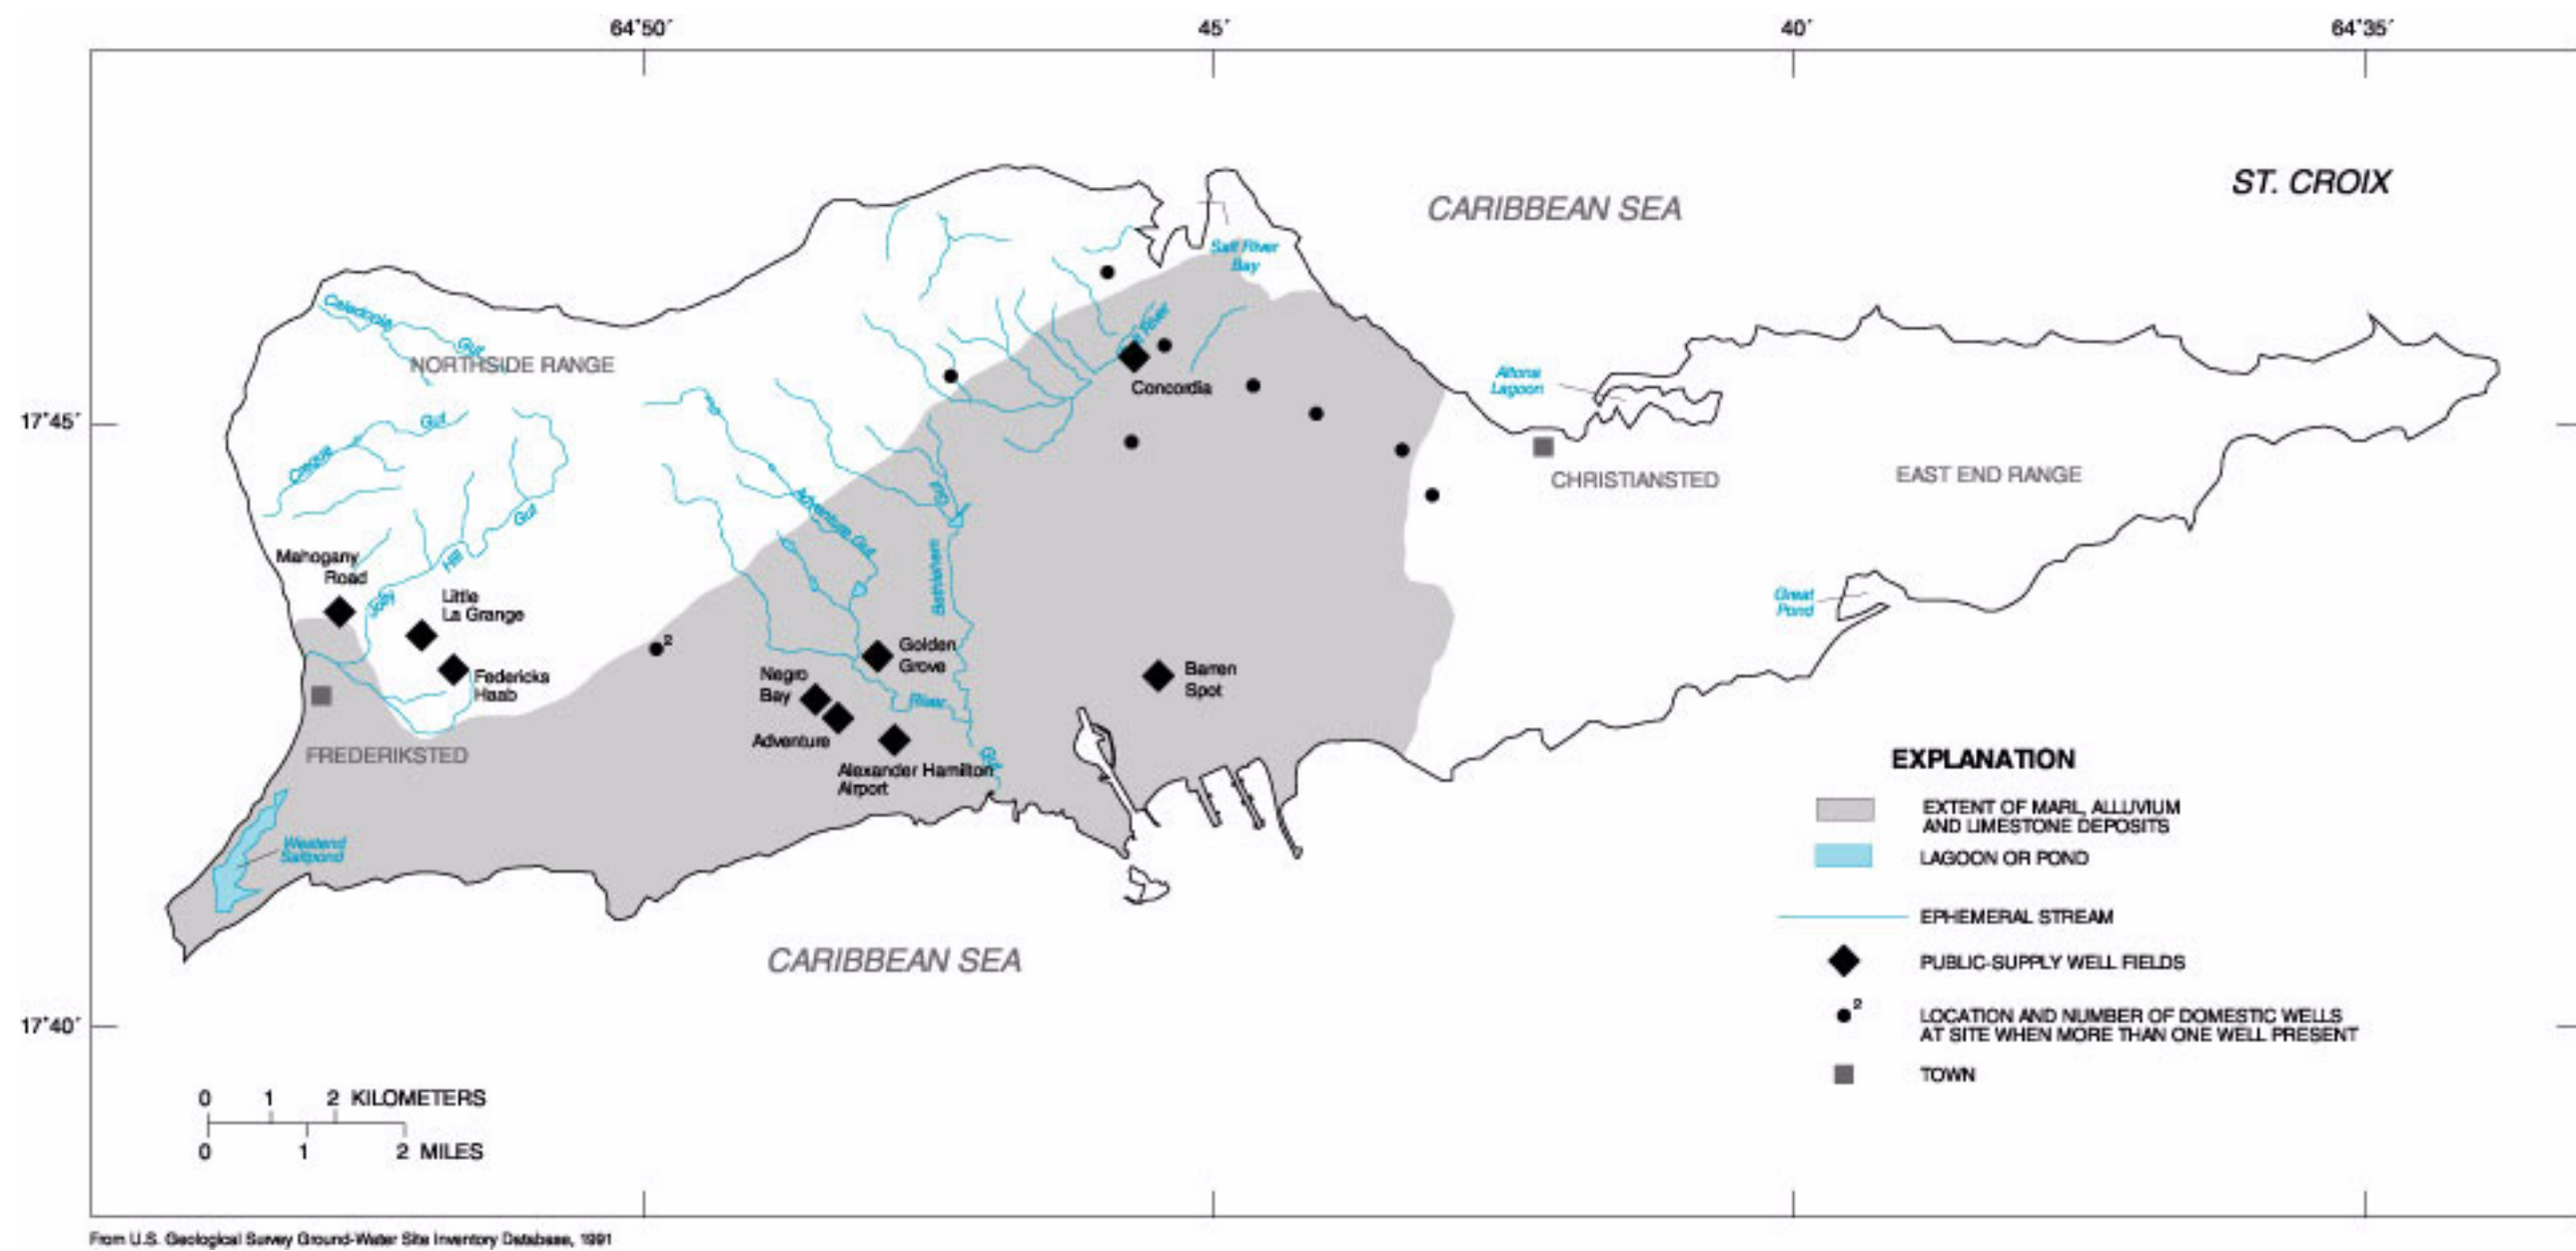 64°50′ 45′ 40′ 64°35′
ST. CROIX
CARIBBEAN SEA
Salt River
Bay
Caledonia
Gut
NORTHSIDE RANGE
River
Concordia
Altona
Lagoon
17°45′
Gut
Creque
CHRISTIANSTED
EAST END RANGE
Gut
Adventure Gut
Gut
Mahogany
Road
Hill
Jolly
Bethlehem
Little
La Grange
Great
Pond
2
Golden
Grove
Federicks
Haab
Negro
Bay
Barren
Spot
River
Adventure
FREDERIKSTED
Gut
Alexander Hamilton
Airport
Westend
Saltpond
CARIBBEAN SEA
EXPLANATION
EXTENT OF MARL, ALLUVIUM
AND LIMESTONE DEPOSITS
LAGOON OR POND
EPHEMERAL STREAM
PUBLIC-SUPPLY WELL FIELDS
2
LOCATION AND NUMBER OF DOMESTIC WELLS
AT SITE WHEN MORE THAN ONE WELL PRESENT
TOWN
17°40′
0 1 2 KILOMETERS
0 1 2 MILES
From U.S. Geological Survey Ground-Water Site Inventory Database, 1991